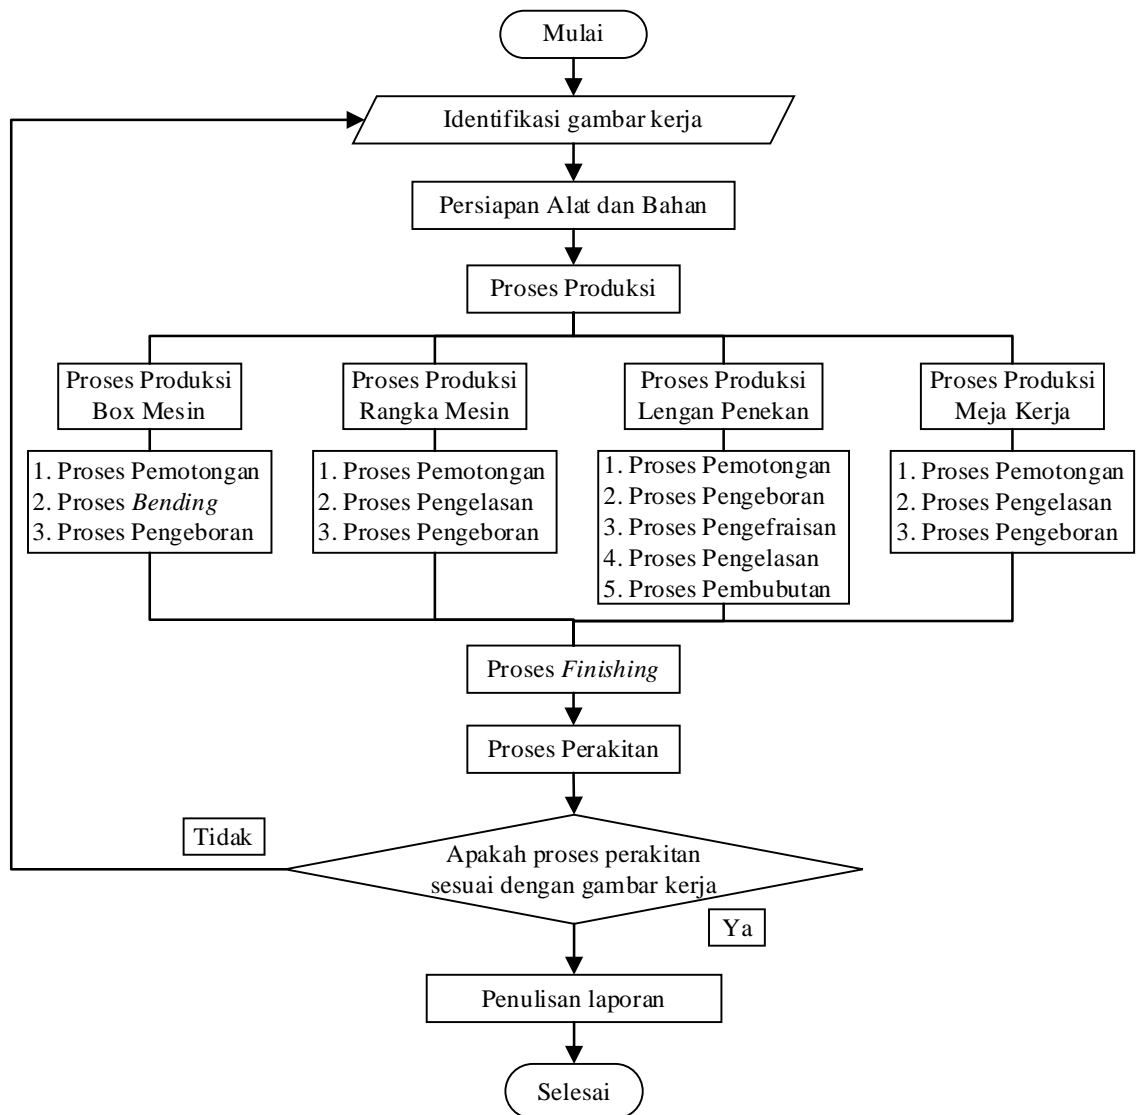 Mulai
Identifikasi gambar kerja
Persiapan Alat dan Bahan
Proses Produksi
Proses Produksi
Box Mesin
1. Proses Pemotongan
2. Proses Bending
3. Proses Pengeboran
Proses Produksi
Rangka Mesin
1. Proses Pemotongan
2. Proses Pengelasan
3. Proses Pengeboran
Proses Produksi
Lengan Penekan
1. Proses Pemotongan
2. Proses Pengeboran
3. Proses Pengefraisan
4. Proses Pengelasan
5. Proses Pembubutan
Proses Produksi
Meja Kerja
1. Proses Pemotongan
2. Proses Pengelasan
3. Proses Pengeboran
Proses Finishing
Proses Perakitan
Tidak
Apakah proses perakitan
sesuai dengan gambar kerja
Ya
Penulisan laporan
Selesai